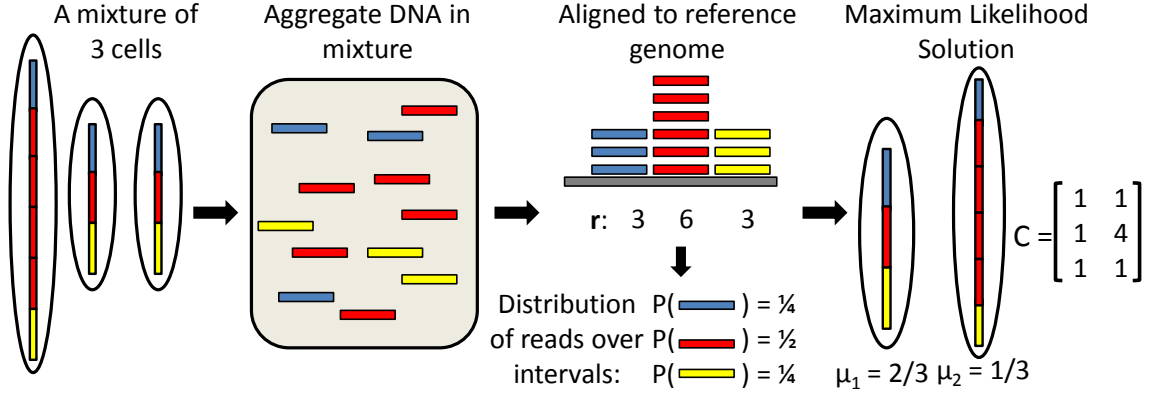 A mixture of
3 cells
Aggregate DNA in
mixture
Aligned to reference
genome
r: 3 6 3
Distribution P( ) = ¼
of reads over P( ) = ½
intervals: P( ) = ¼
Maximum Likelihood
Solution
C = [ 1 1
1 4
1 1 ]
μ1 = 2/3 μ2 = 1/3